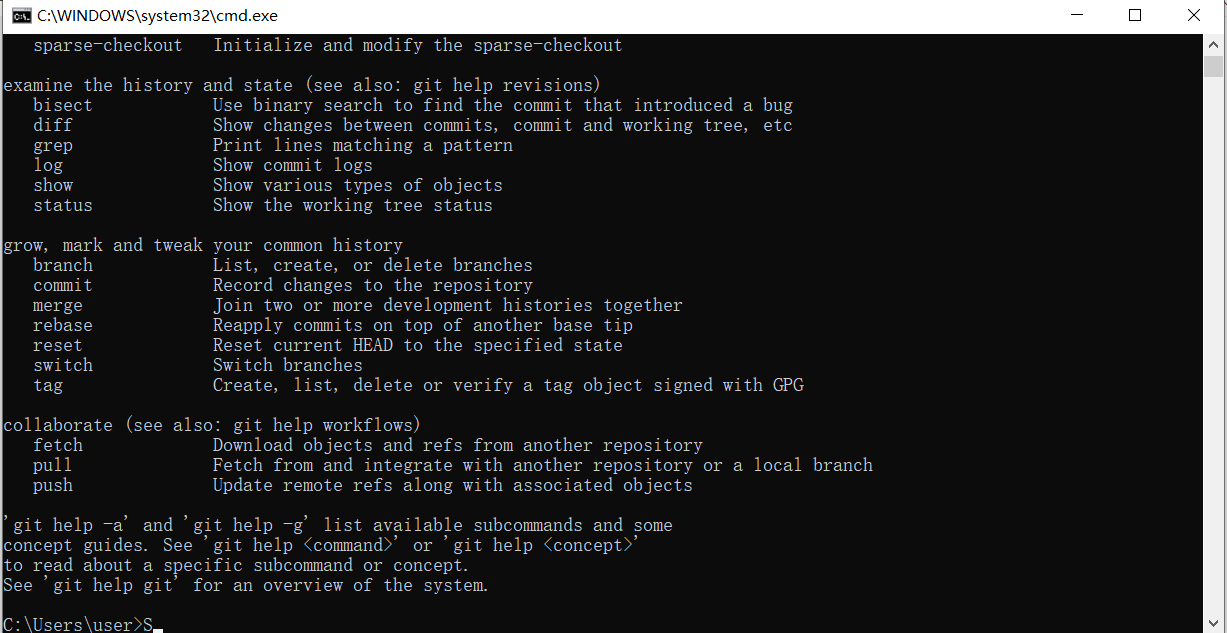 C:\WINDOWS\system32\cmd.exe
sparse-checkout   Initialize and modify the sparse-checkout
examine the history and state (see also: git help revisions)
bisect            Use binary search to find the commit that introduced a bug
diff              Show changes between commits, commit and working tree, etc
grep              Print lines matching a pattern
log               Show commit logs
show              Show various types of objects
status            Show the working tree status
grow, mark and tweak your common history
branch            List, create, or delete branches
commit            Record changes to the repository
merge             Join two or more development histories together
rebase            Reapply commits on top of another base tip
reset             Reset current HEAD to the specified state
switch            Switch branches
tag               Create, list, delete or verify a tag object signed with GPG
collaborate (see also: git help workflows)
fetch             Download objects and refs from another repository
pull              Fetch from and integrate with another repository or a local branch
push              Update remote refs along with associated objects
'git help -a' and 'git help -g' list available subcommands and some
concept guides. See 'git help <command>' or 'git help <concept>'
to read about a specific subcommand or concept.
See 'git help git' for an overview of the system.
C:\Users\user>S